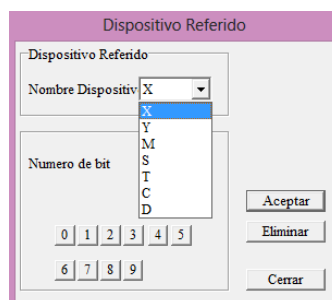 Dispositivo Referido
Dispositivo Referido
Nombre Dispositiv X
X
Y
M
S
T
C
D
Numero de bit
0 1 2 3 4 5
6 7 8 9
Aceptar
Eliminar
Cerrar